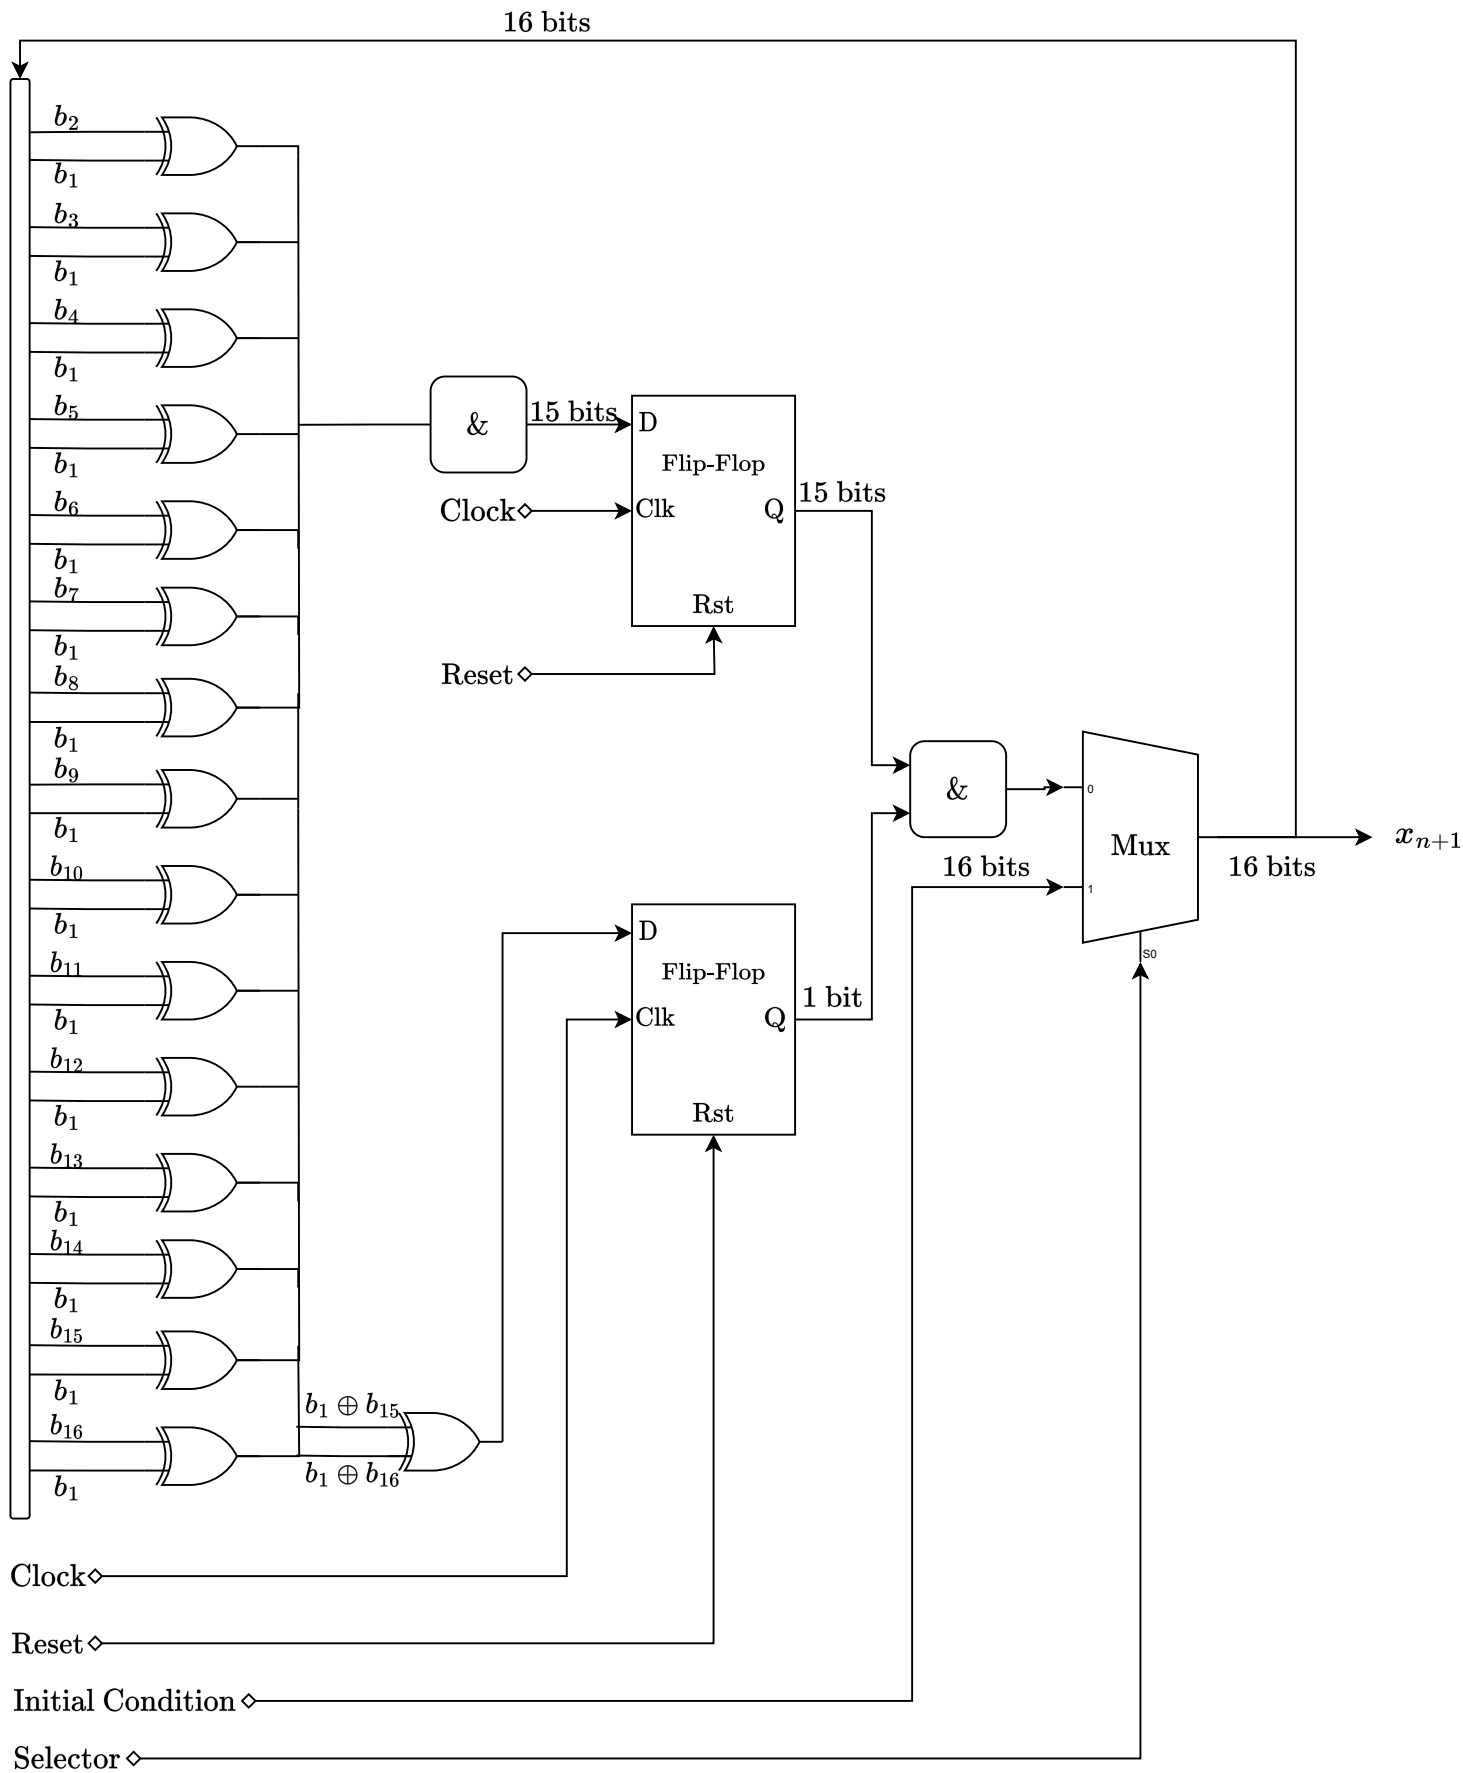 16 bits
b₂
b₁
b₃
b₁
b₄
b₁
b₅
b₁
b₆
b₁
b₇
b₁
b₈
b₁
b₉
b₁
b₁₀
b₁
b₁₁
b₁
b₁₂
b₁
b₁₃
b₁
b₁₄
b₁
b₁₅
b₁
b₁₆
b₁
b₁ ⊕ b₁₅
b₁ ⊕ b₁₆
&
15 bits
D
Flip-Flop
Clock
Clk
Q
15 bits
Rst
Reset
&
0
Mux
16 bits
1
S0
16 bits
xₙ₊₁
D
Flip-Flop
Clk
Q
1 bit
Rst
Clock
Reset
Initial Condition
Selector